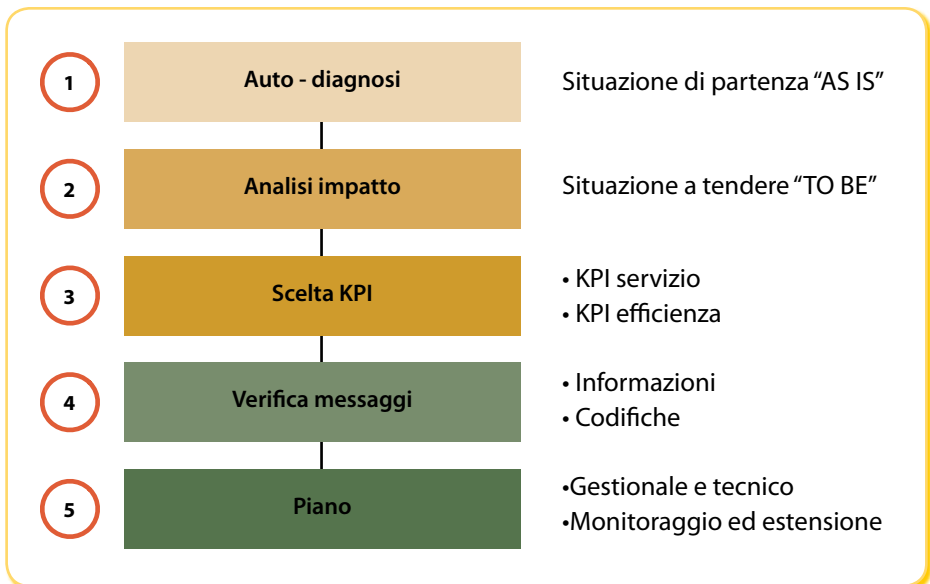 1
Auto - diagnosi
Situazione di partenza “AS IS”
2
Analisi impatto
Situazione a tendere “TO BE”
3
Scelta KPI
• KPI servizio
• KPI efficienza
4
Verifica messaggi
• Informazioni
• Codifiche
5
Piano
•Gestionale e tecnico
•Monitoraggio ed estensione